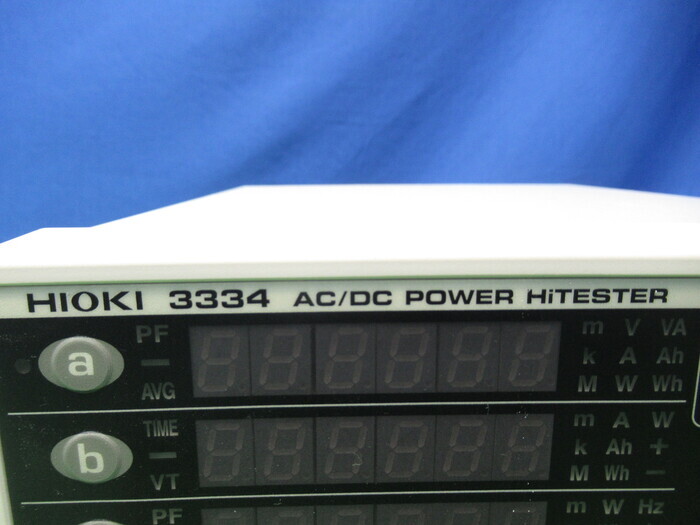 HIOKI 3334 AC/DC POWER HiTESTER
PF m V VA
a k A Ah
AVG M W Wh
TIME m A W
b k Ah +
VT M Wh −
PF m W Hz